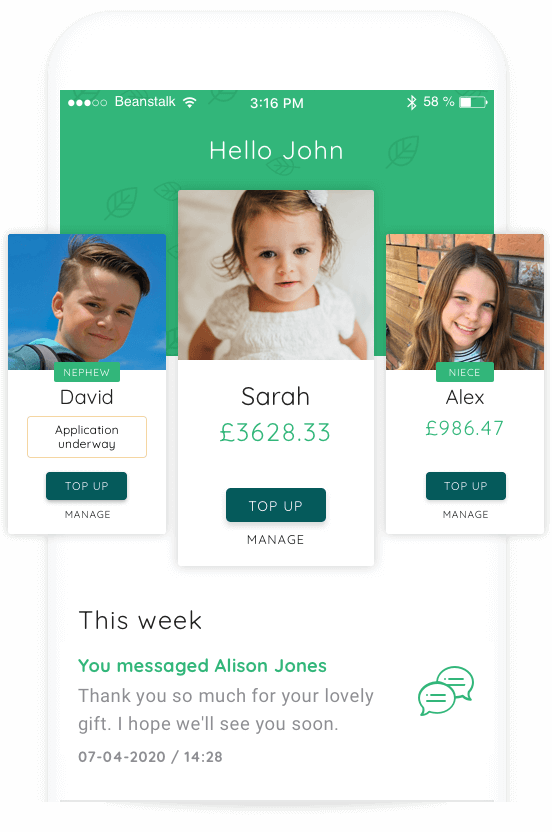 Beanstalk 3:16 PM 58 %
Hello John
NEPHEW
David
Application
underway
TOP UP
MANAGE
Sarah
£3628.33
TOP UP
MANAGE
NIECE
Alex
£986.47
TOP UP
MANAGE
This week
You messaged Alison Jones
Thank you so much for your lovely
gift. I hope we'll see you soon.
07-04-2020 / 14:28